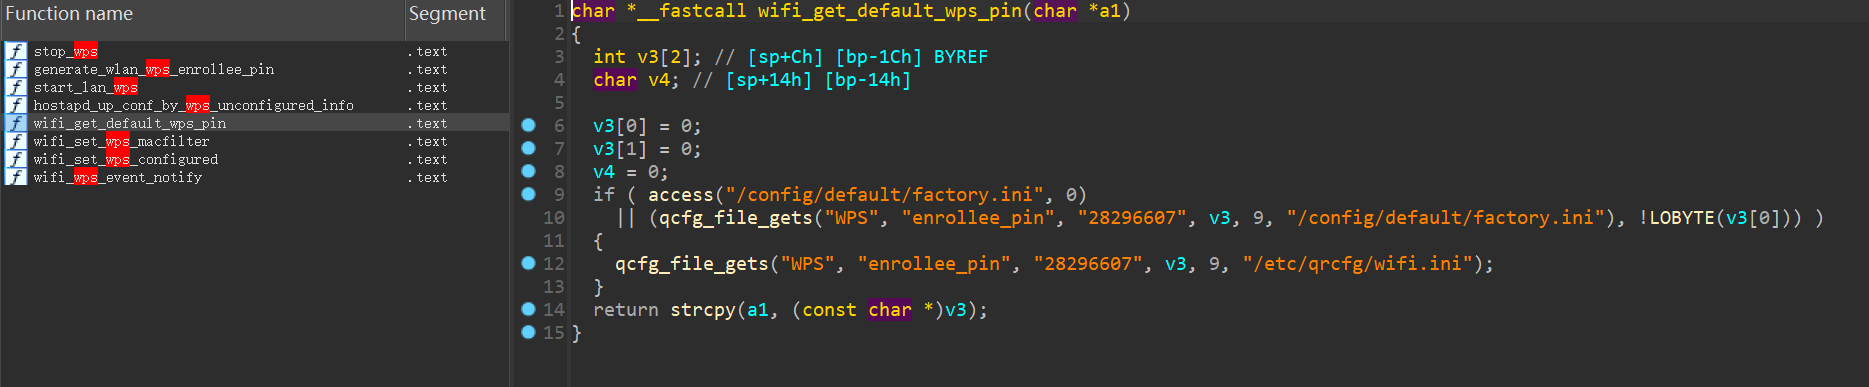 Function name Segment
stop_wps .text
generate_wlan_wps_enrollee_pin .text
start_lan_wps .text
hostapd_up_conf_by_wps_unconfigured_info .text
wifi_get_default_wps_pin .text
wifi_set_wps_macfilter .text
wifi_set_wps_configured .text
wifi_wps_event_notify .text
1 char *__fastcall wifi_get_default_wps_pin(char *a1)
2 {
3   int v3[2]; // [sp+Ch] [bp-1Ch] BYREF
4   char v4; // [sp+14h] [bp-14h]
5
6   v3[0] = 0;
7   v3[1] = 0;
8   v4 = 0;
9   if ( access("/config/default/factory.ini", 0)
10     || (qcfg_file_gets("WPS", "enrollee_pin", "28296607", v3, 9, "/config/default/factory.ini"), !LOBYTE(v3[0])) )
11   {
12     qcfg_file_gets("WPS", "enrollee_pin", "28296607", v3, 9, "/etc/qrcfg/wifi.ini");
13   }
14   return strcpy(a1, (const char *)v3);
15 }